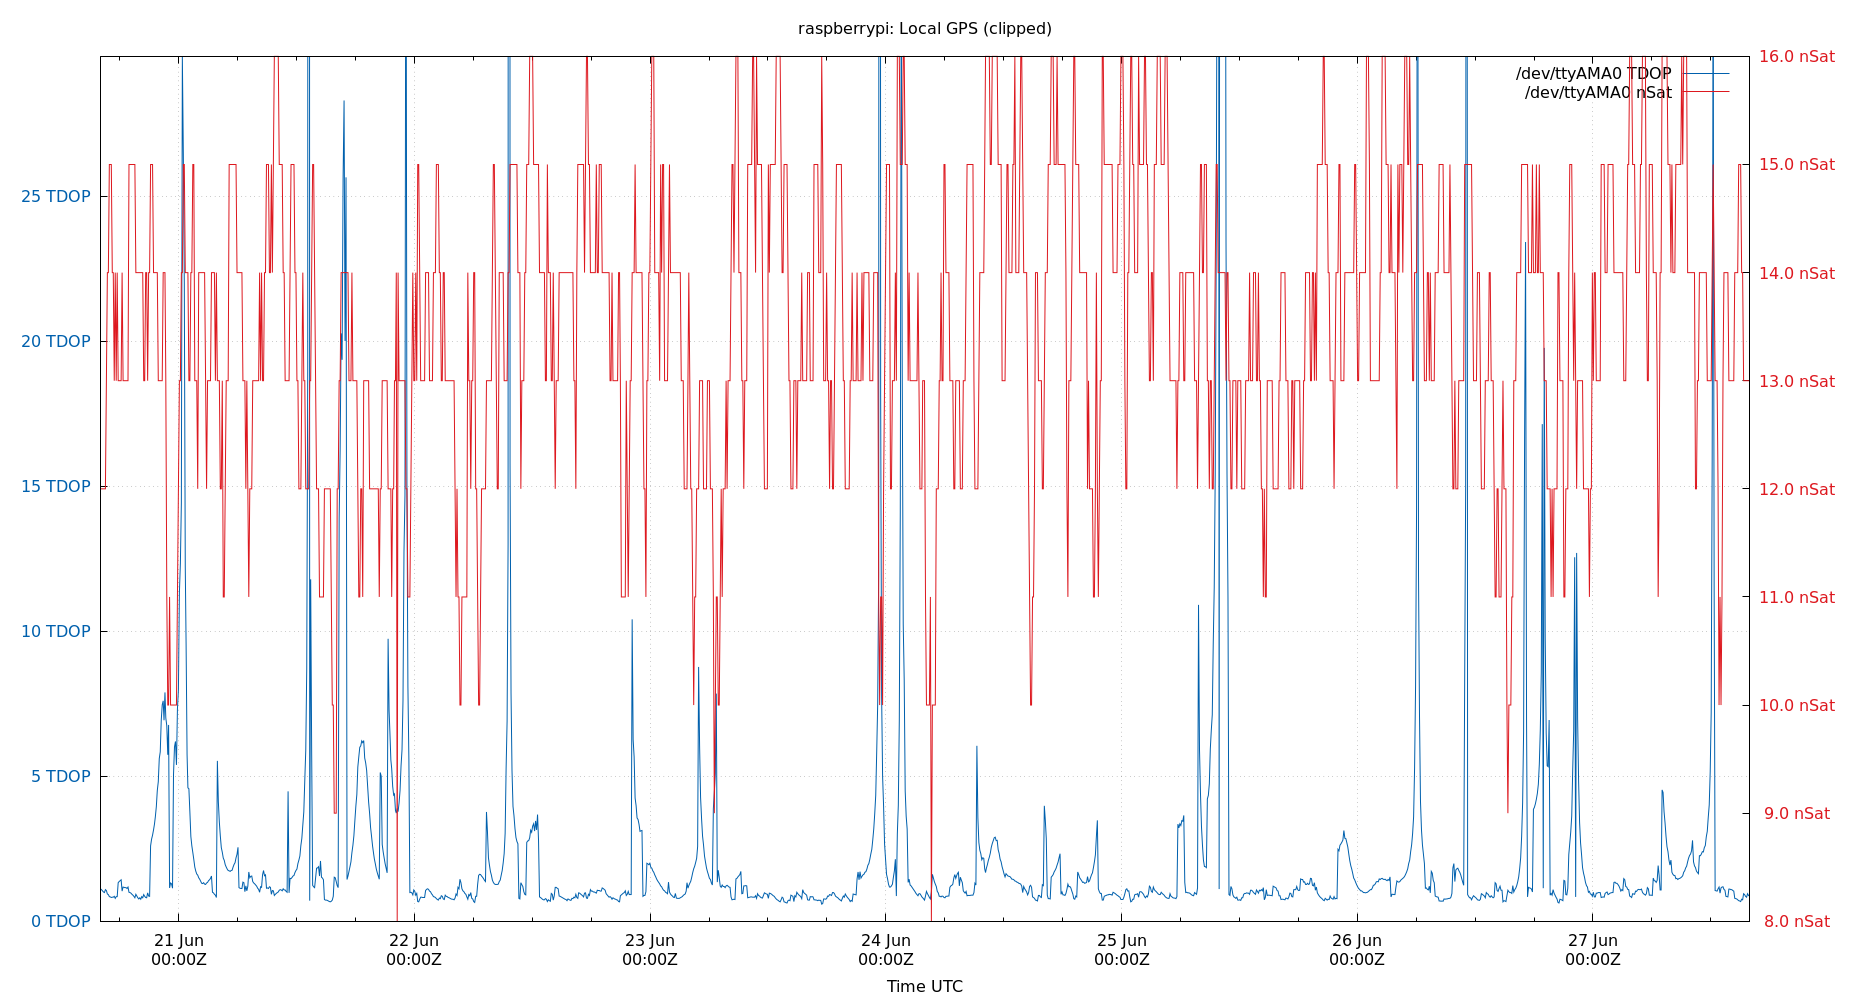 raspberrypi: Local GPS (clipped)
/dev/ttyAMA0 TDOP
/dev/ttyAMA0 nSat
25 TDOP
20 TDOP
15 TDOP
10 TDOP
5 TDOP
0 TDOP
16.0 nSat
15.0 nSat
14.0 nSat
13.0 nSat
12.0 nSat
11.0 nSat
10.0 nSat
9.0 nSat
8.0 nSat
21 Jun
00:00Z
22 Jun
00:00Z
23 Jun
00:00Z
24 Jun
00:00Z
25 Jun
00:00Z
26 Jun
00:00Z
27 Jun
00:00Z
Time UTC